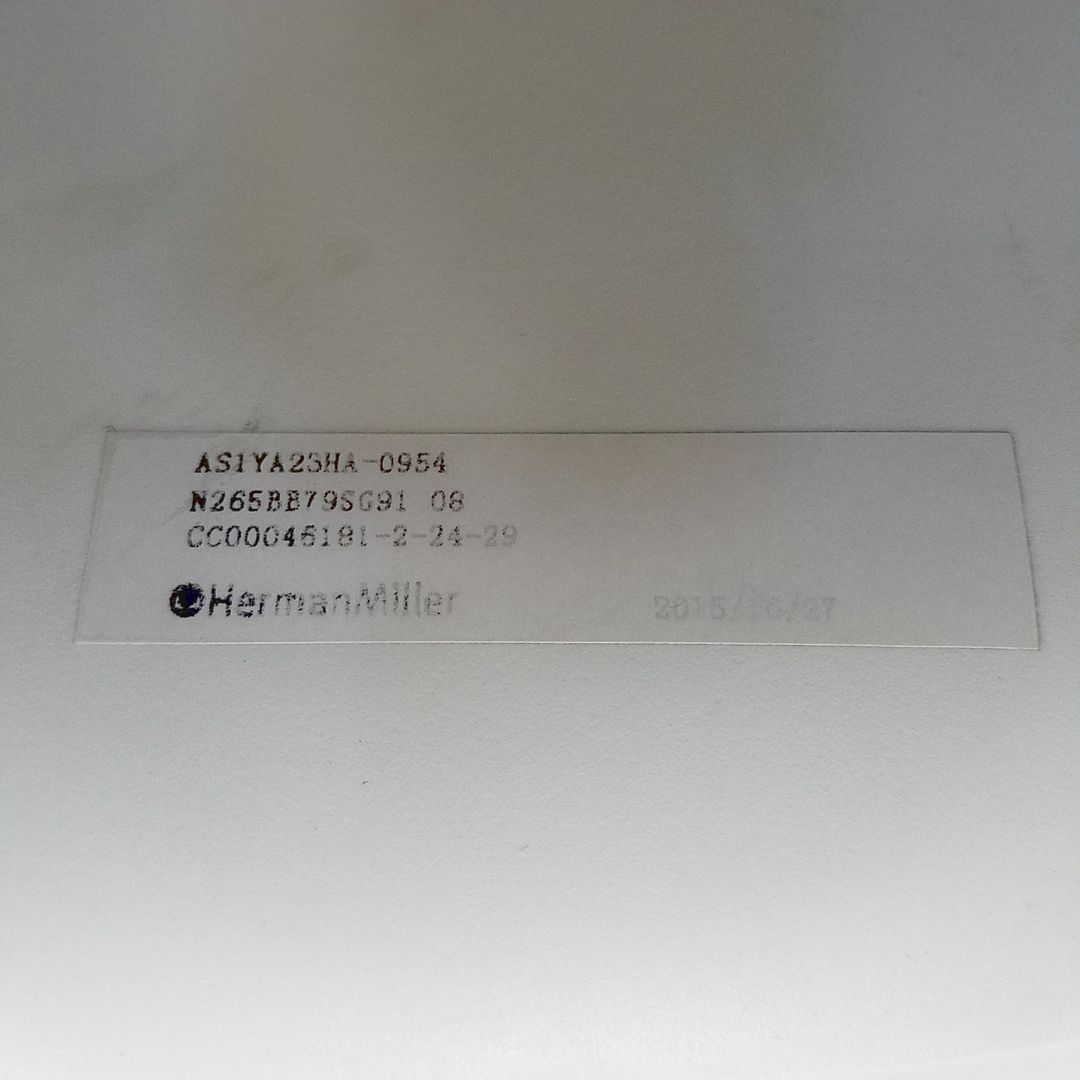 AS1YA23HA-0954
N265BB79SG91 08
CC00046181-2-24-29
HermanMiller